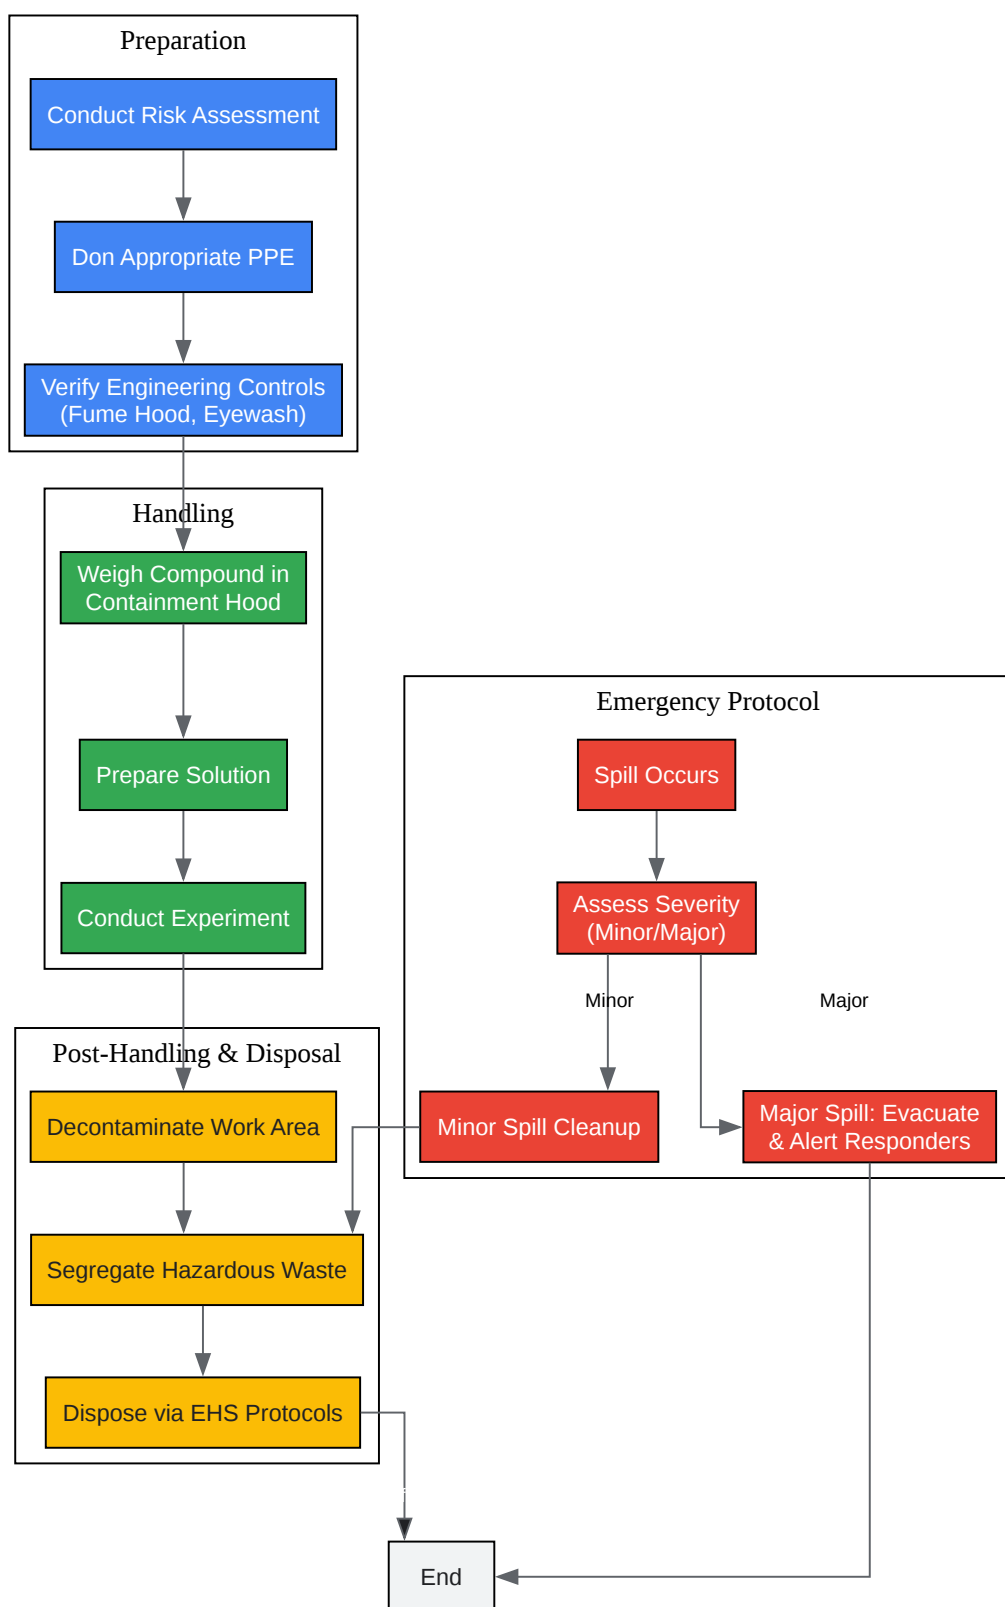 Preparation
Conduct Risk Assessment
Don Appropriate PPE
Verify Engineering Controls
(Fume Hood, Eyewash)
Handling
Weigh Compound in
Containment Hood
Prepare Solution
Conduct Experiment
Emergency Protocol
Spill Occurs
Assess Severity
(Minor/Major)
Minor
Major
Minor Spill Cleanup
Major Spill: Evacuate
& Alert Responders
Post-Handling & Disposal
Decontaminate Work Area
Segregate Hazardous Waste
Dispose via EHS Protocols
End